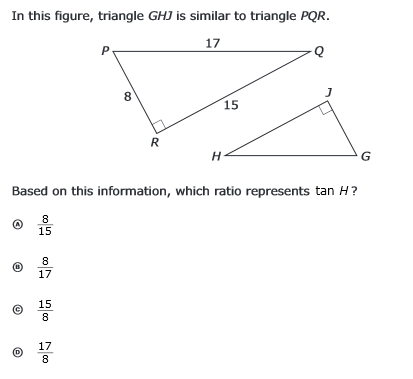 In this figure, triangle GHJ is similar to triangle PQR.
P 17 Q
8 15
R
J
H G
Based on this information, which ratio represents tan H?
A 8/15
B 8/17
C 15/8
D 17/8